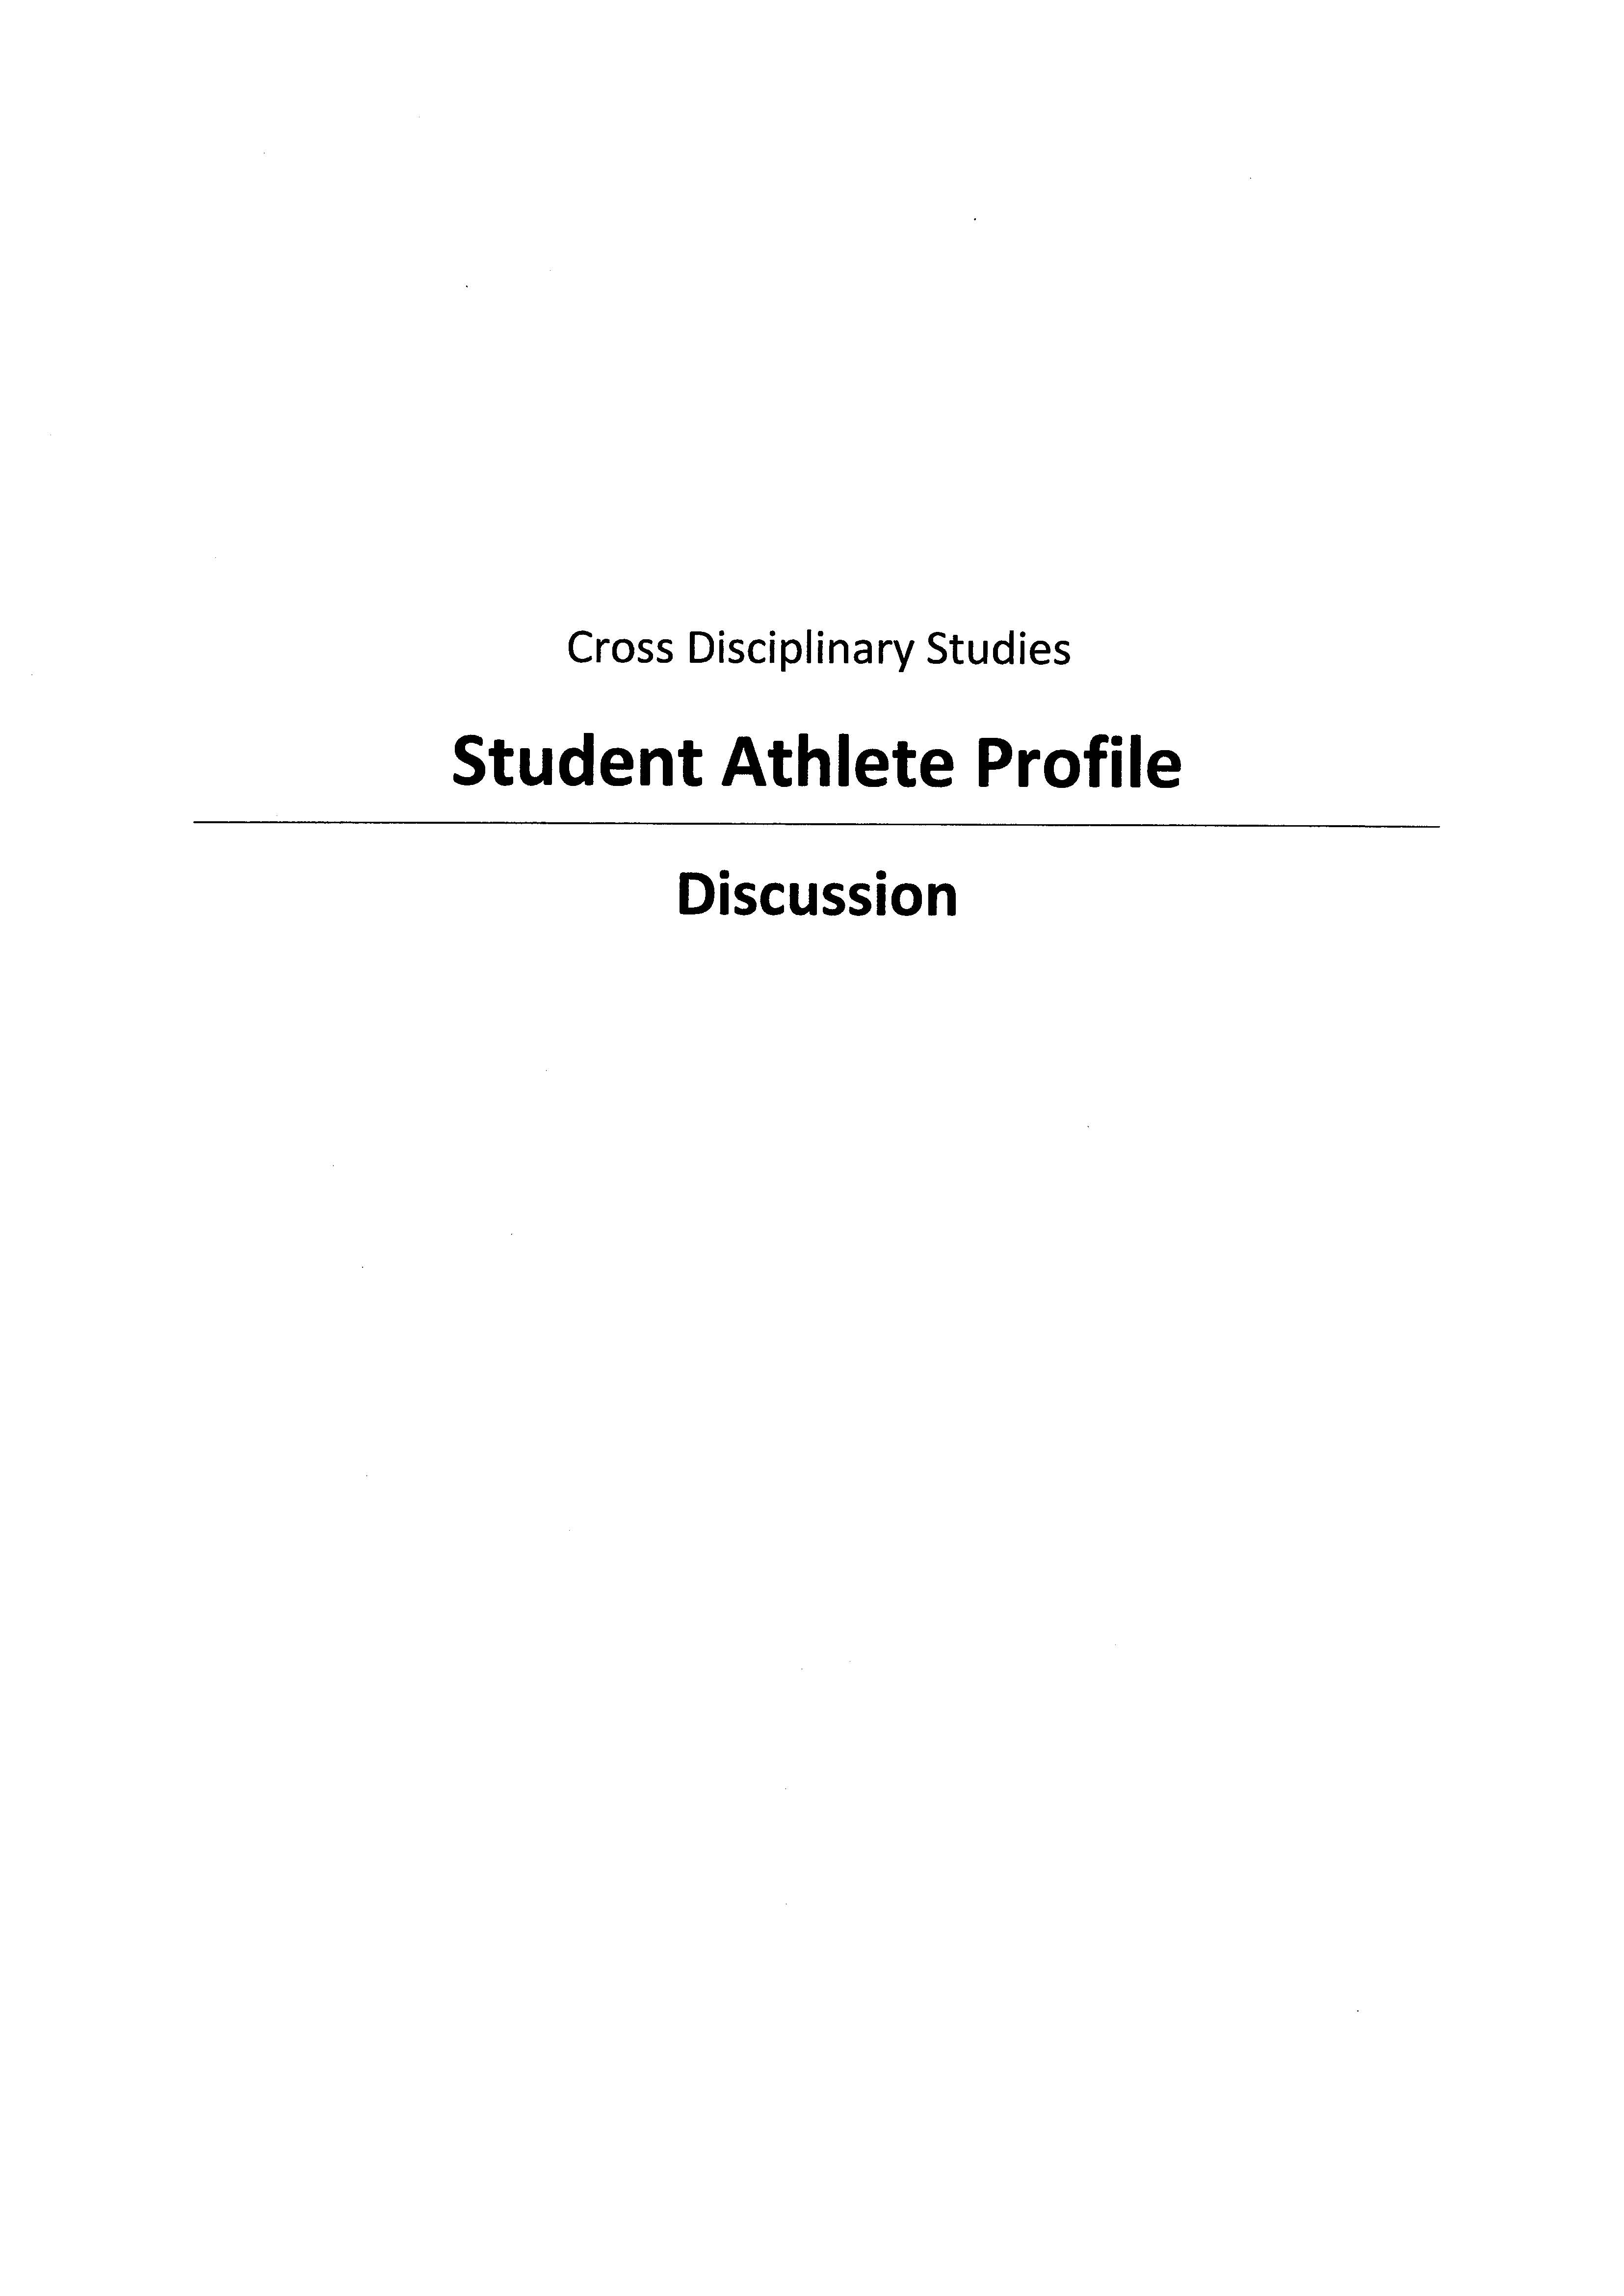 Cross Disciplinary Studies
Student Athlete Profile
Discussion